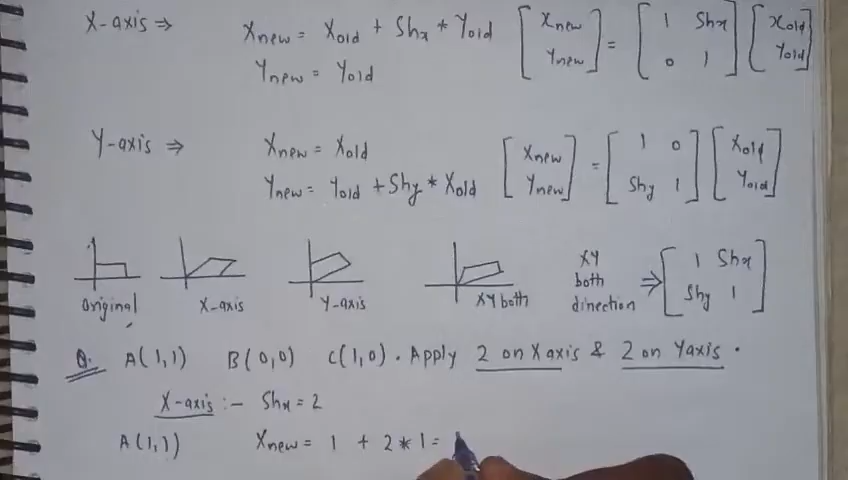 X-axis ⇒ Xnew = Xold + Shx * Yold [Xnew Ynew] = [1 Shx 0 1] [Xold Yold]
Ynew = Yold
Y-axis ⇒ Xnew = Xold [Xnew Ynew] = [1 0 Shy 1] [Xold Yold]
Ynew = Yold + Shy * Xold
Original X-axis Y-axis XY both
XY both direction ⇒ [1 Shx Shy 1]
Q. A(1,1) B(0,0) C(1,0). Apply 2 on Xaxis & 2 on Yaxis.
X-axis :- Shx = 2
A(1,1) Xnew = 1 + 2 * 1 =